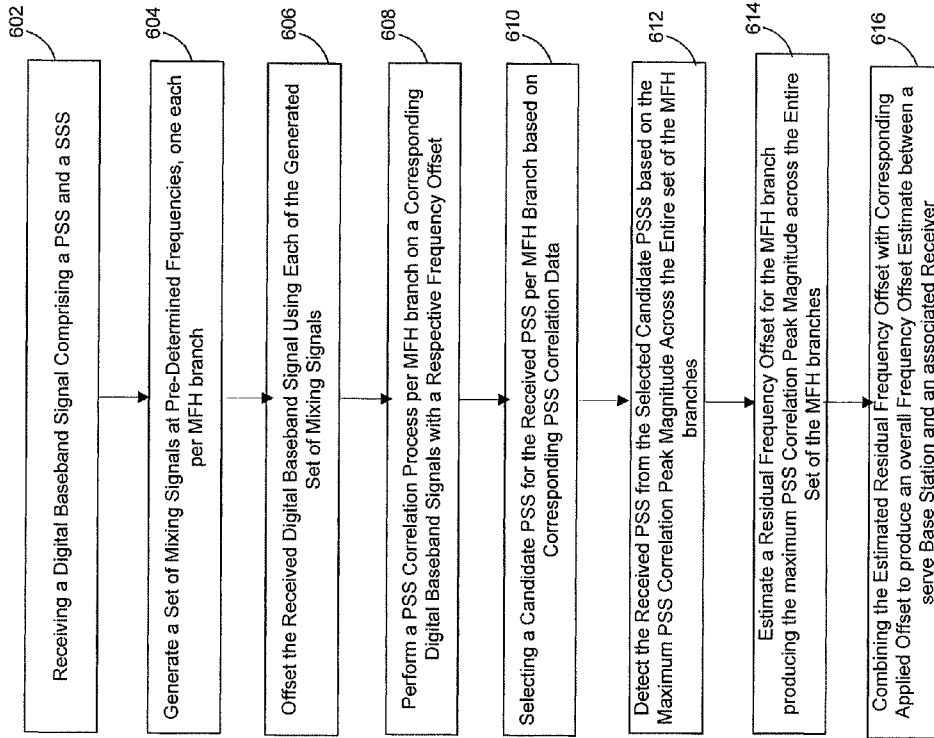 602
Receiving a Digital Baseband Signal Comprising a PSS and a SSS
604
Generate a Set of Mixing Signals at Pre-Determined Frequencies, one each
per MFH branch
606
Offset the Received Digital Baseband Signal Using Each of the Generated
Set of Mixing Signals
608
Perform a PSS Correlation Process per MFH branch on a Corresponding
Digital Baseband Signals with a Respective Frequency Offset
610
Selecting a Candidate PSS for the Received PSS per MFH Branch based on
Corresponding PSS Correlation Data
612
Detect the Received PSS from the Selected Candidate PSSs based on the
Maximum PSS Correlation Peak Magnitude Across the Entire set of the MFH
branches
614
Estimate a Residual Frequency Offset for the MFH branch
producing the maximum PSS Correlation Peak Magnitude across the Entire
Set of the MFH branches
616
Combining the Estimated Residual Frequency Offset with Corresponding
Applied Offset to produce an overall Frequency Offset Estimate between a
serve Base Station and an associated Receiver